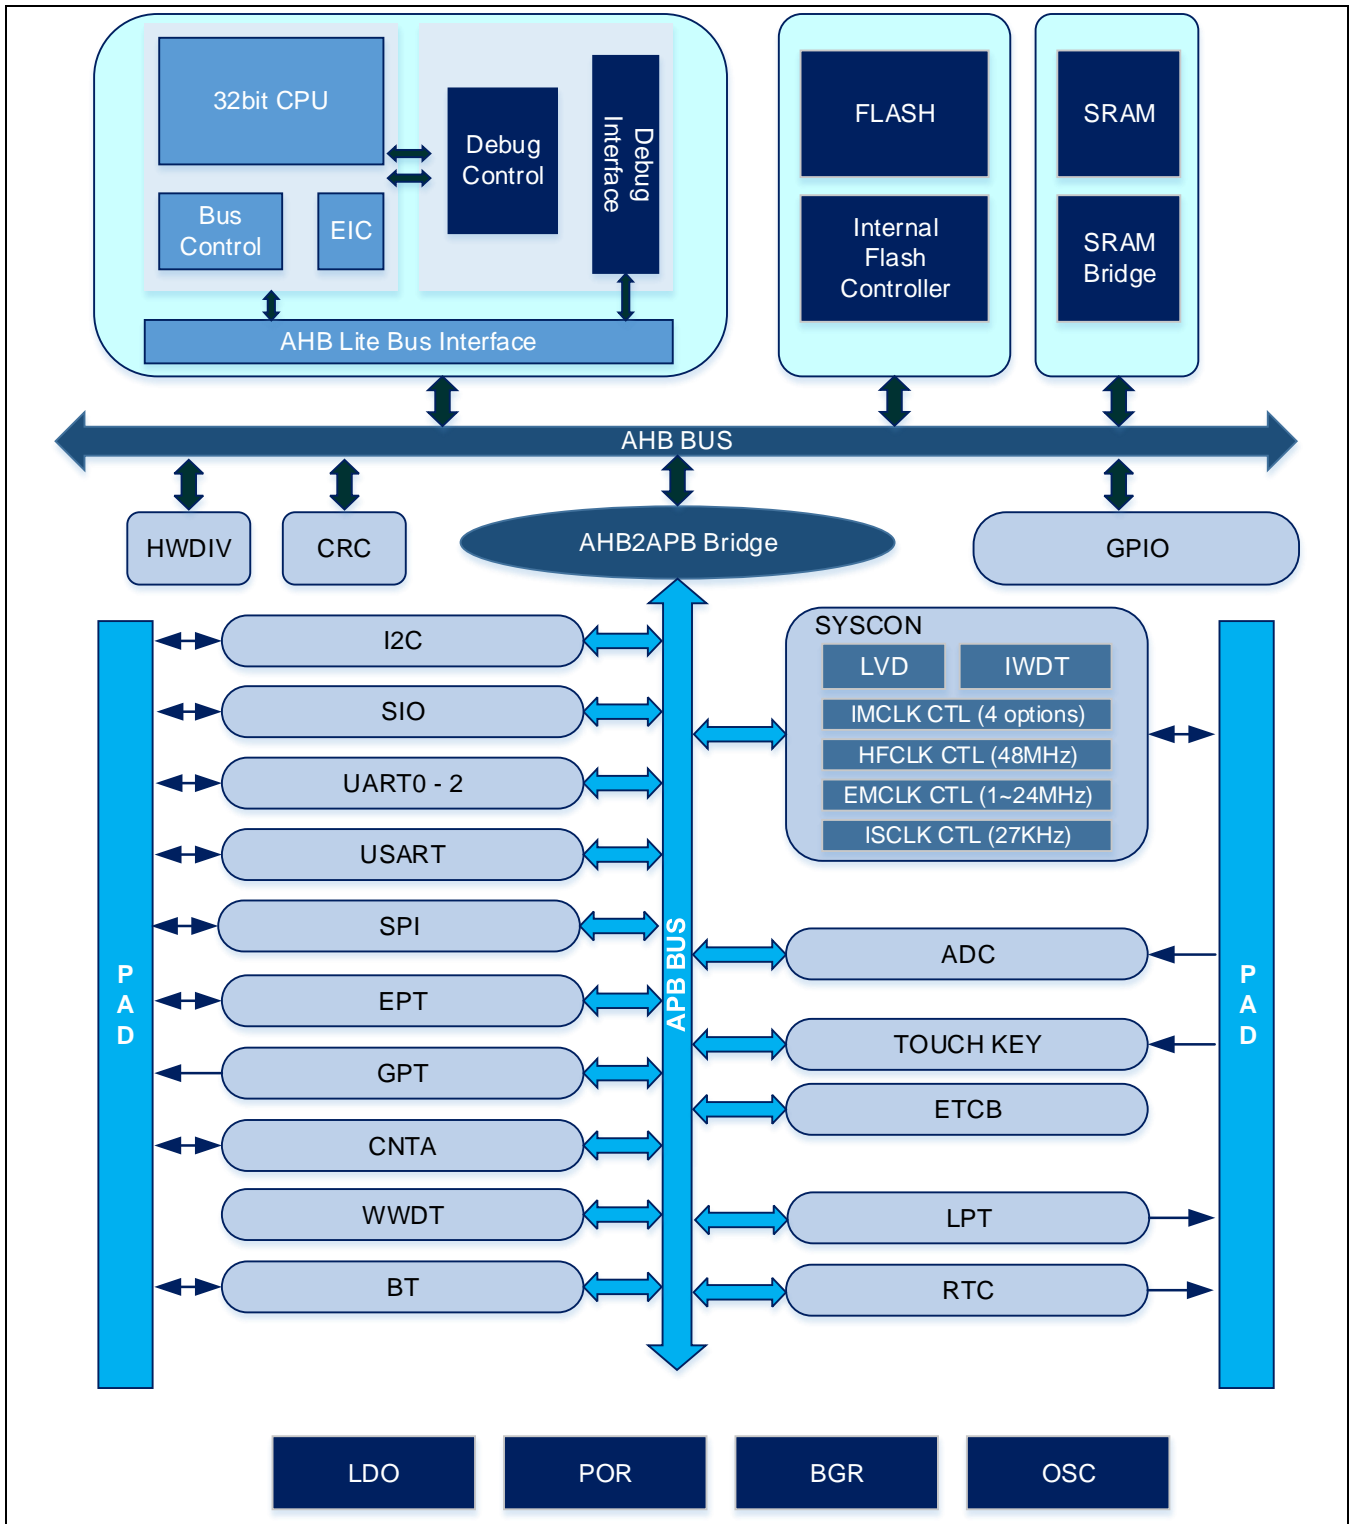 32bit CPU
Bus
Control
EIC
Debug
Control
Debug
Interface
AHB Lite Bus Interface
FLASH
Internal
Flash
Controller
SRAM
SRAM
Bridge
AHB BUS
HWDIV
CRC
AHB2APB Bridge
GPIO
PAD
I2C
SIO
UART0 - 2
USART
SPI
EPT
GPT
CNTA
WWDT
BT
APB BUS
SYSCON
LVD
IWDT
IMCLK CTL (4 options)
HFCLK CTL (48MHz)
EMCLK CTL (1~24MHz)
ISCLK CTL (27KHz)
ADC
TOUCH KEY
ETCB
LPT
RTC
PAD
LDO
POR
BGR
OSC